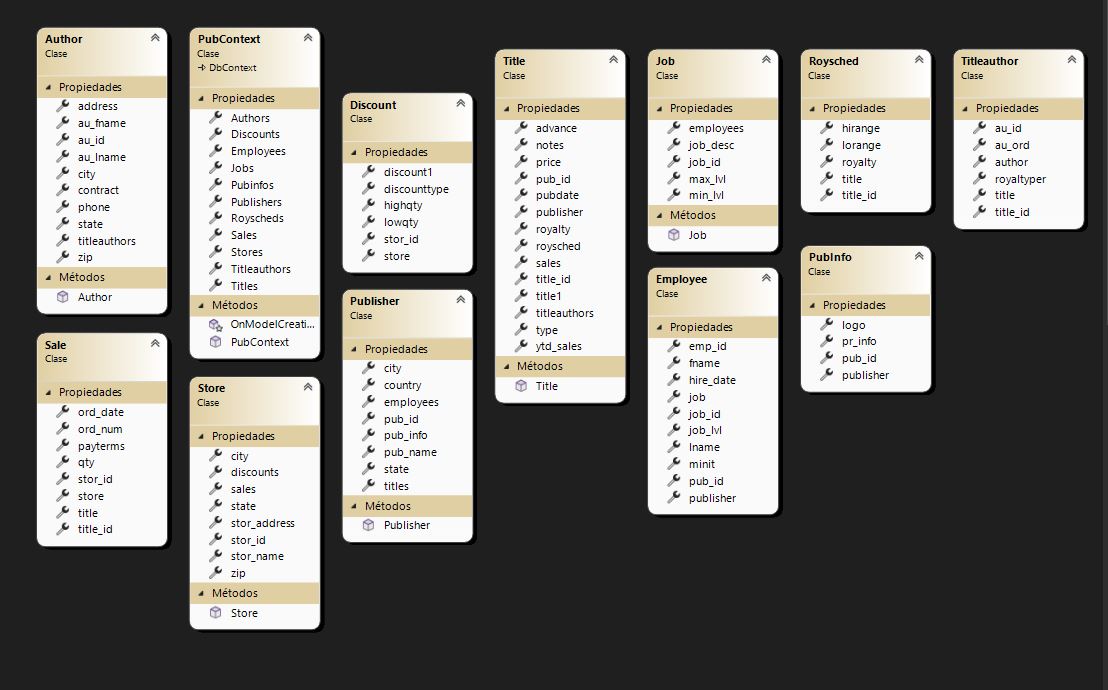 Author
Clase
Propiedades
address
au_fname
au_id
au_lname
city
contract
phone
state
titleauthors
zip
Métodos
Author
Sale
Clase
Propiedades
ord_date
ord_num
payterms
qty
stor_id
store
title
title_id
PubContext
Clase
DbContext
Propiedades
Authors
Discounts
Employees
Jobs
Pubinfos
Publishers
Royscheds
Sales
Stores
Titleauthors
Titles
Métodos
OnModelCreati...
PubContext
Store
Clase
Propiedades
city
discounts
sales
state
stor_address
stor_id
stor_name
zip
Métodos
Store
Discount
Clase
Propiedades
discount1
discounttype
highqty
lowqty
stor_id
store
Publisher
Clase
Propiedades
city
country
employees
pub_id
pub_info
pub_name
state
titles
Métodos
Publisher
Title
Clase
Propiedades
advance
notes
price
pub_id
pubdate
publisher
royalty
roysched
sales
title_id
title1
titleauthors
type
ytd_sales
Métodos
Title
Job
Clase
Propiedades
employees
job_desc
job_id
max_lvl
min_lvl
Métodos
Job
Employee
Clase
Propiedades
emp_id
fname
hire_date
job
job_id
job_lvl
lname
minit
pub_id
publisher
Roysched
Clase
Propiedades
hirange
lorange
royalty
title
title_id
PubInfo
Clase
Propiedades
logo
pr_info
pub_id
publisher
Titleauthor
Clase
Propiedades
au_id
au_ord
author
royaltyper
title
title_id